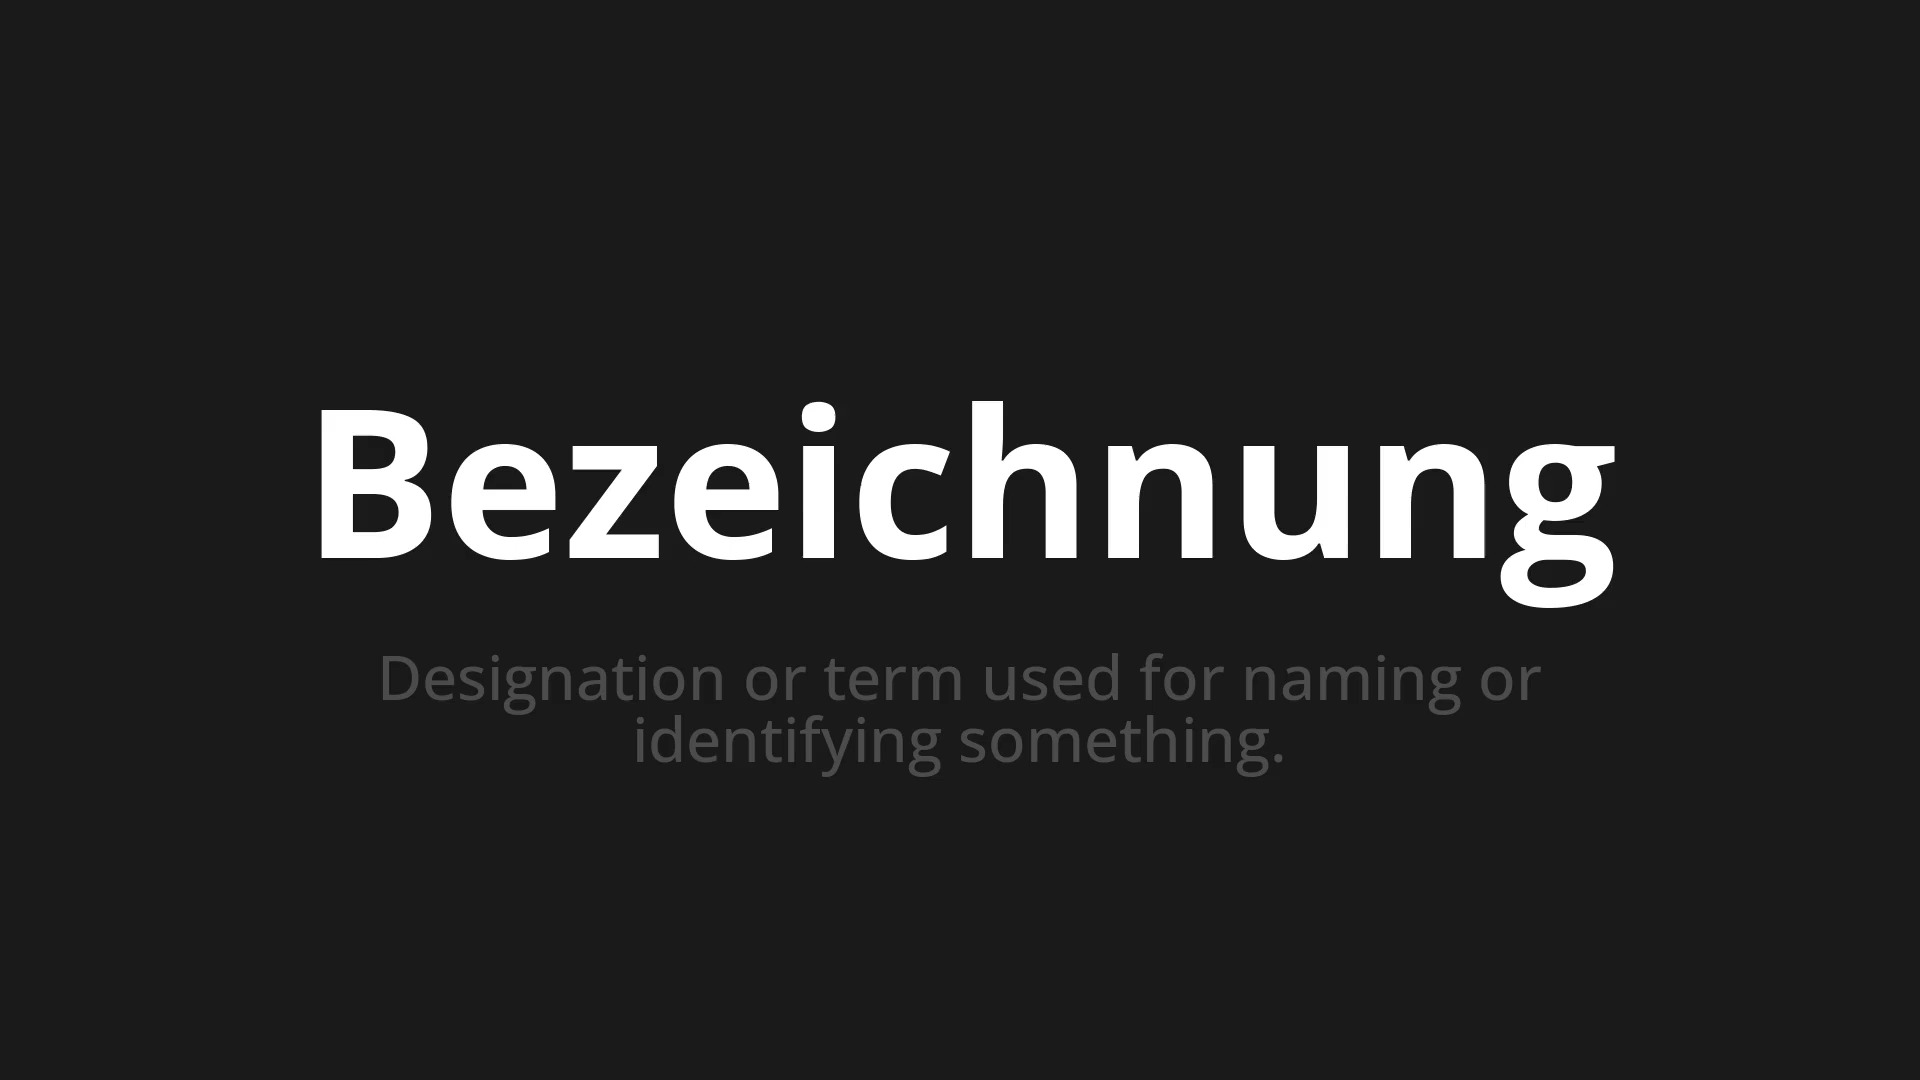 Bezeichnung
Designation or term used for naming or
identifying something.